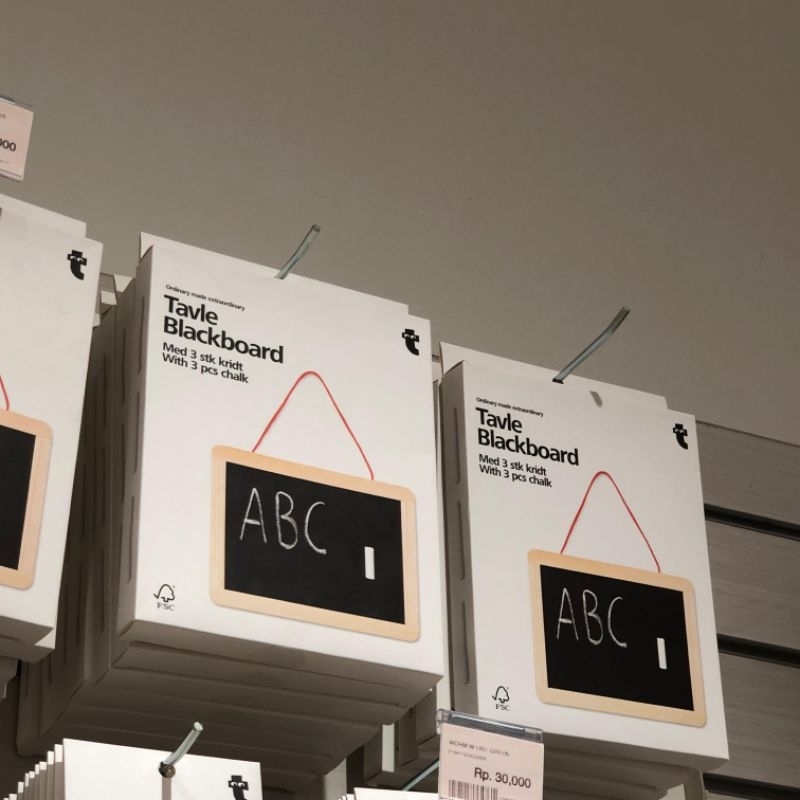 000
Ordinary made extraordinary
Tavle
Blackboard
Med 3 stk kridt
With 3 pcs chalk
ABC
FSC
Ordinary made extraordinary
Tavle
Blackboard
Med 3 stk kridt
With 3 pcs chalk
ABC
FSC
Rp. 30,000